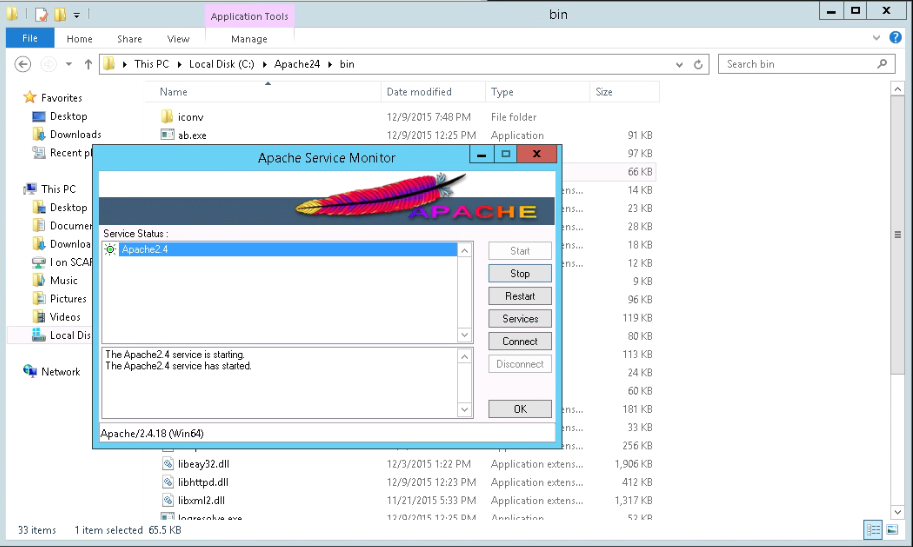 Application Tools
bin
File Home Share View Manage
This PC Local Disk (C:) Apache24 bin
Search bin
Name Date modified Type Size
Favorites
Desktop
Downloads
Recent pl
This PC
Desktop
Documen
Downloa
I on SCAF
Music
Pictures
Videos
Local Dis
Network
iconv 12/9/2015 7:48 PM File folder
ab.exe 12/9/2015 12:25 PM Application 91 KB
97 KB
66 KB
ens... 14 KB
ens... 23 KB
ens... 28 KB
ens... 18 KB
ens... 12 KB
9 KB
96 KB
119 KB
80 KB
113 KB
24 KB
60 KB
ens... 181 KB
ens... 33 KB
ens... 256 KB
Apache Service Monitor
APACHE
Service Status :
Apache2.4
Start
Stop
Restart
Services
Connect
Disconnect
OK
The Apache2.4 service is starting.
The Apache2.4 service has started.
Apache/2.4.18 (Win64)
libeay32.dll 12/3/2015 1:22 PM Application extens... 1,906 KB
libhttpd.dll 12/9/2015 12:23 PM Application extens... 412 KB
libxml2.dll 11/21/2015 5:33 PM Application extens... 1,317 KB
logresolve.exe 12/9/2015 12:25 PM Application 52 KB
33 items 1 item selected 65.5 KB